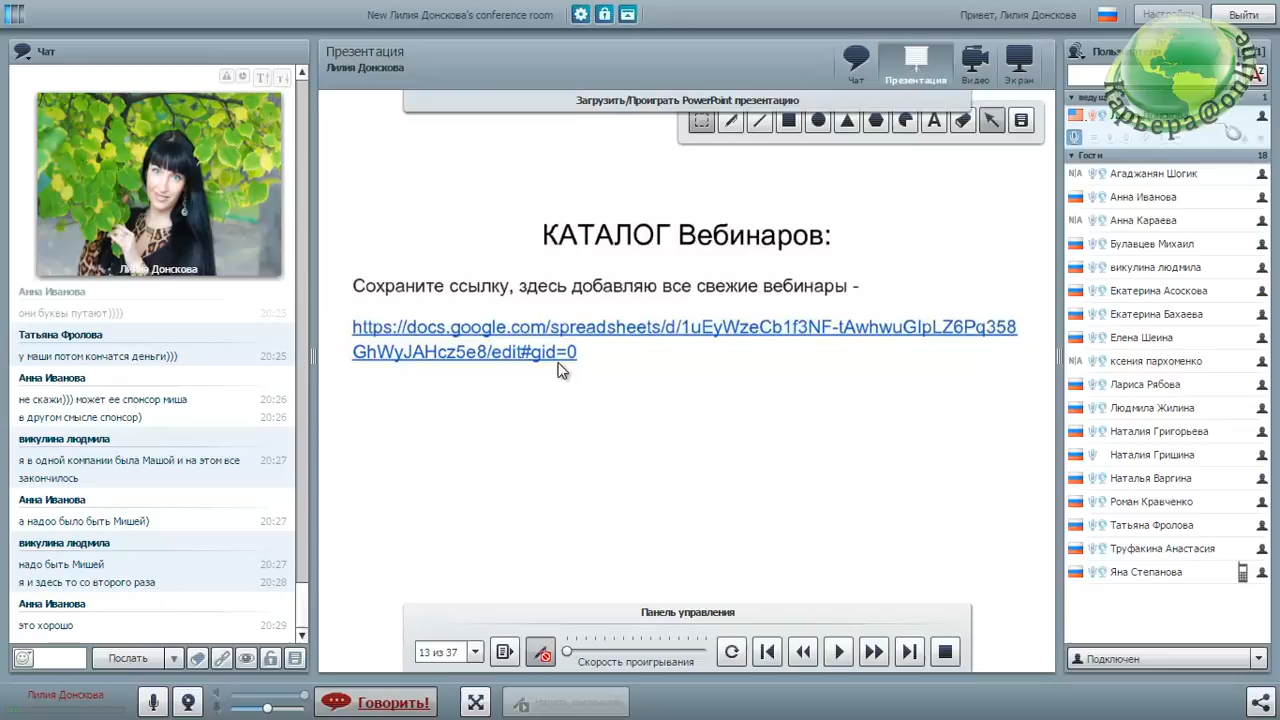 New Лилия Донскова's conference room
Привет, Лилия Донскова
Настройки
Выйти
Чат
Лилия Донскова
Анна Иванова
они буквы путают)))) 20:25
Татьяна Фролова
у маши потом кончатся деньги))) 20:25
Анна Иванова
не скажи))) может ее спонсор миша 20:26
в другом смысле спонсор) 20:26
викулина людмила
я в одной компании была Машой и на этом все 20:27
закончилось
Анна Иванова
а надоо было быть Мишей) 20:27
викулина людмила
надо быть Мишей 20:27
я и здесь то со второго раза 20:28
Анна Иванова
это хорошо 20:29
Послать
Презентация
Лилия Донскова
Чат
Презентация
Видео
Экран
Загрузить/Проиграть PowerPoint презентацию
КАТАЛОГ Вебинаров:
Сохраните ссылку, здесь добавляю все свежие вебинары -
https://docs.google.com/spreadsheets/d/1uEyWzeCb1f3NF-tAwhwuGlpLZ6Pq358
GhWyJAHcz5e8/edit#gid=0
Панель управления
13 из 37
Скорость проигрывания
карьера@online
Гости 18
Агаджанян Шогик
Анна Иванова
Анна Караева
Булавцев Михаил
викулина людмила
Екатерина Асоскова
Екатерина Бахаева
Елена Шеина
ксения пархоменко
Лариса Рябова
Людмила Жилина
Наталия Григорьева
Наталия Гришина
Наталья Варгина
Роман Кравченко
Татьяна Фролова
Труфакина Анастасия
Яна Степанова
Подключен
Лилия Донскова
Говорить!